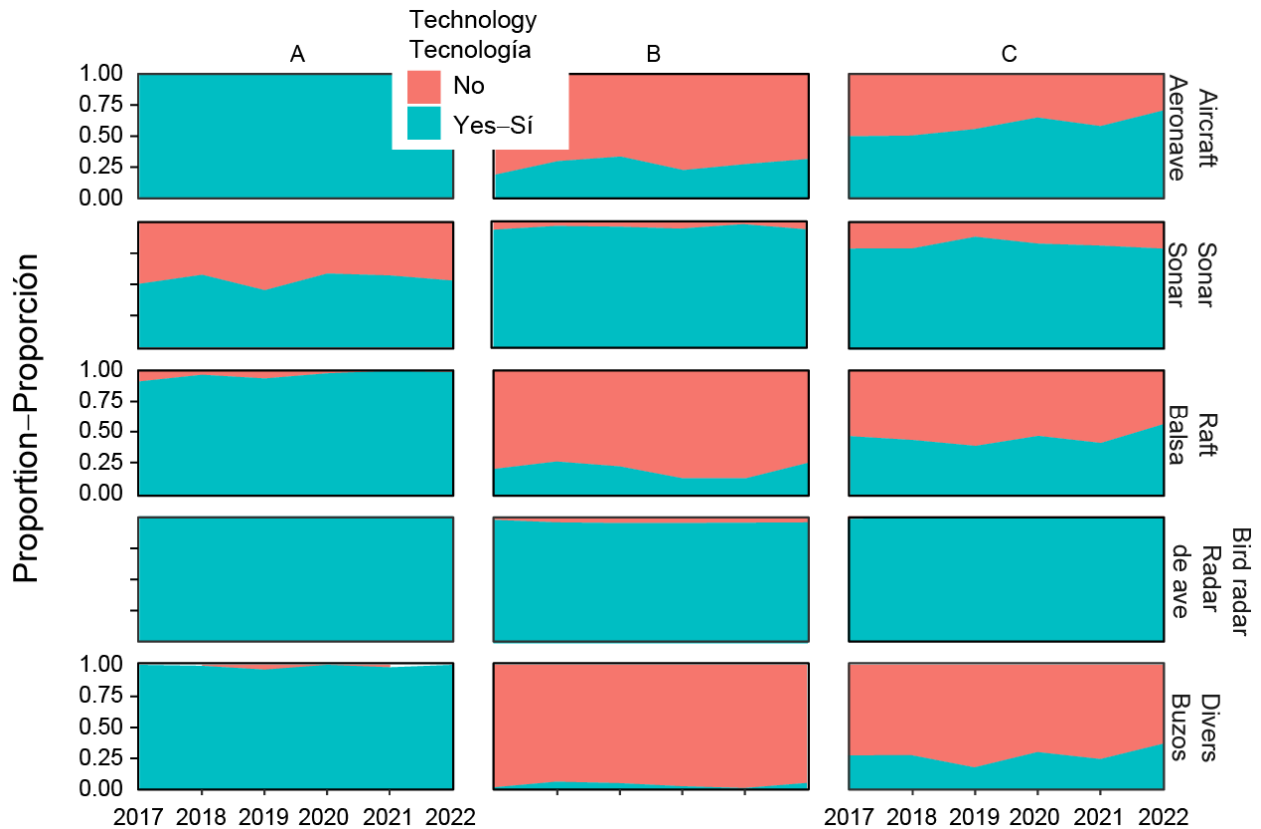 Technology
Tecnología
No
Yes–Sí
A
B
C
Proportion–Proporción
1.00
0.75
0.50
0.25
0.00
Aircraft
Aeronave
Sonar
Sonar
1.00
0.75
0.50
0.25
0.00
Raft
Balsa
Bird radar
Radar
de ave
1.00
0.75
0.50
0.25
0.00
Divers
Buzos
2017 2018 2019 2020 2021 2022
2017 2018 2019 2020 2021 2022